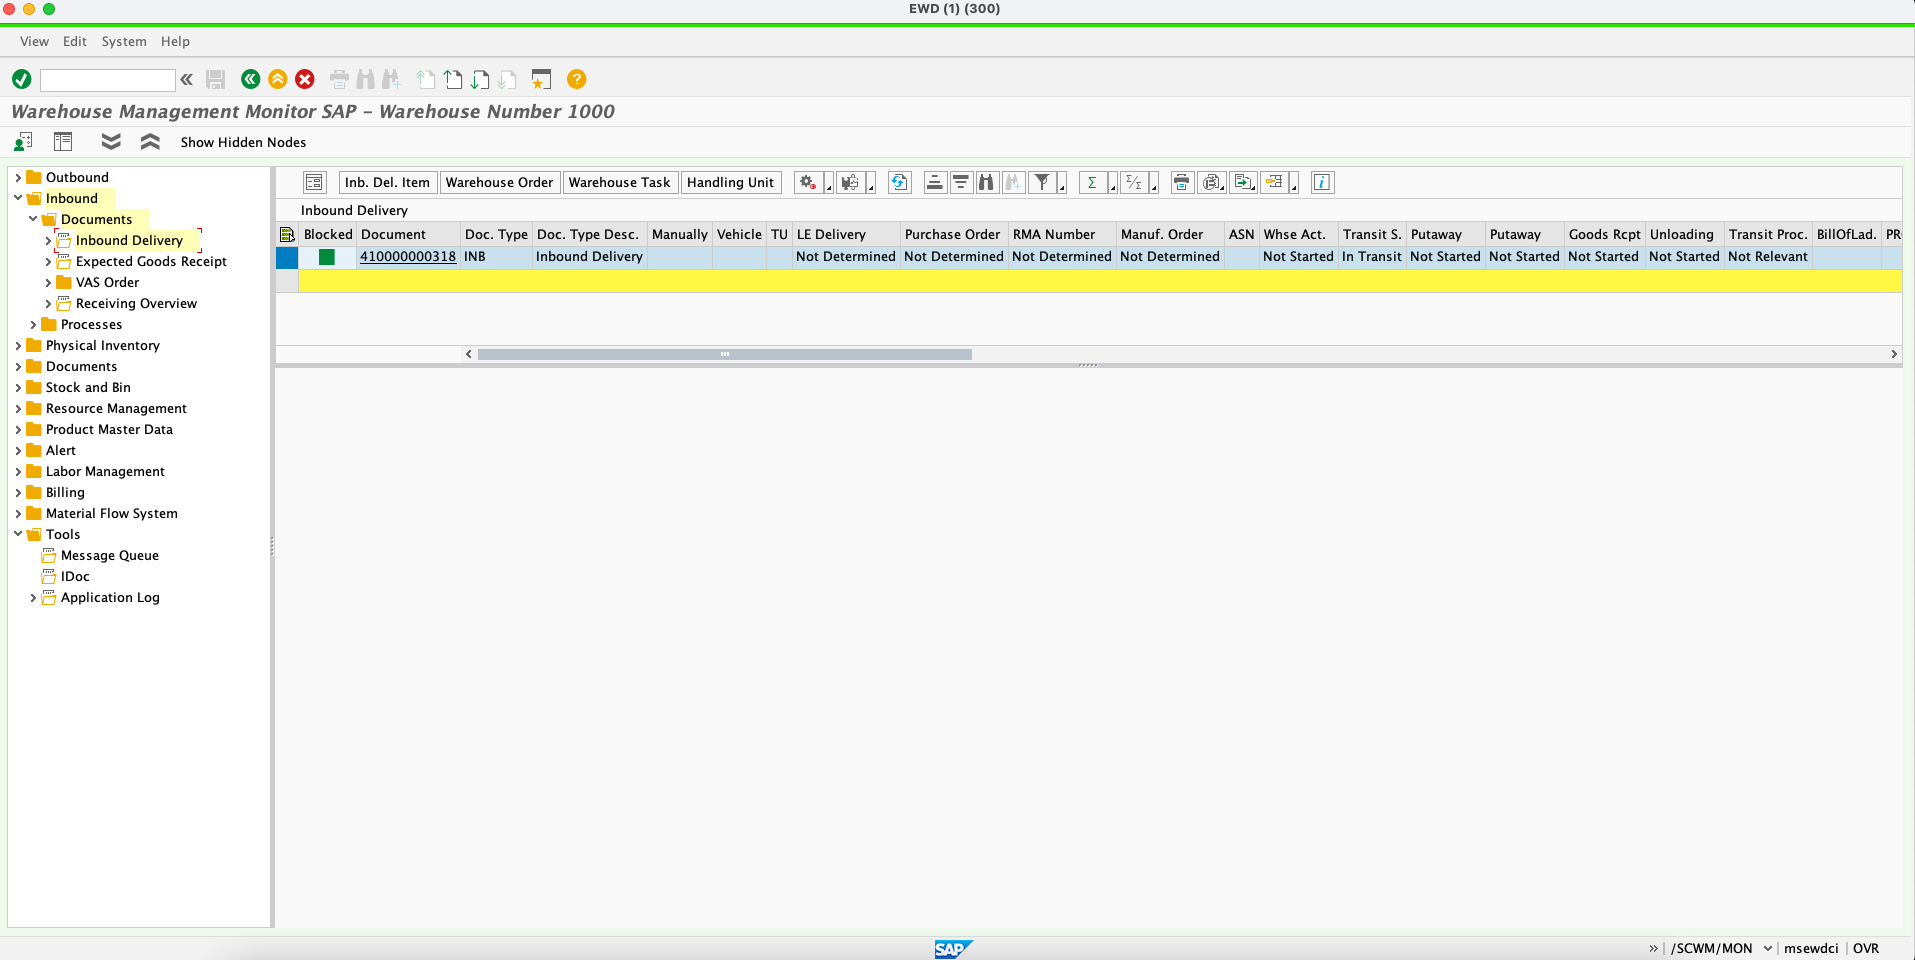 EWD (1) (300)
View Edit System Help
Warehouse Management Monitor SAP - Warehouse Number 1000
Show Hidden Nodes
Outbound
Inbound
Documents
Inbound Delivery
Expected Goods Receipt
VAS Order
Receiving Overview
Processes
Physical Inventory
Documents
Stock and Bin
Resource Management
Product Master Data
Alert
Labor Management
Billing
Material Flow System
Tools
Message Queue
IDoc
Application Log
Inb. Del. Item Warehouse Order Warehouse Task Handling Unit
Inbound Delivery
Blocked Document Doc. Type Doc. Type Desc. Manually Vehicle TU LE Delivery Purchase Order RMA Number Manuf. Order ASN Whse Act. Transit S. Putaway Putaway Goods Rcpt Unloading Transit Proc. BillOfLad. PR
410000000318 INB Inbound Delivery Not Determined Not Determined Not Determined Not Determined Not Started In Transit Not Started Not Started Not Started Not Started Not Relevant
SAP
» /SCWM/MON msewdci OVR